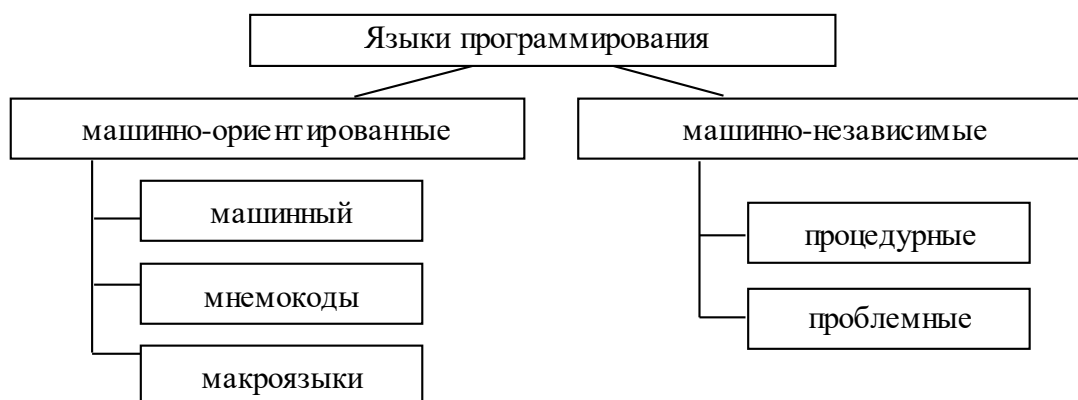 Языки программирования
машинно-ориентированные
машинно-независимые
машинный
мнемокоды
макроязыки
процедурные
проблемные